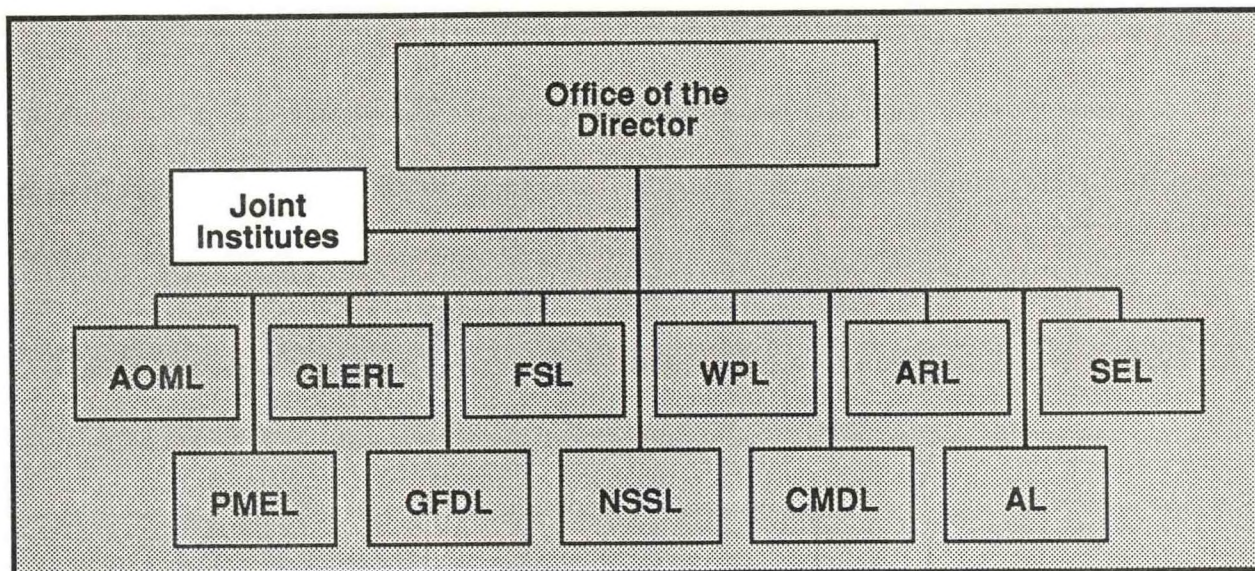 Office of the
Director
Joint
Institutes
AOML
GLERL
FSL
WPL
ARL
SEL
PMEL
GFDL
NSSL
CMDL
AL